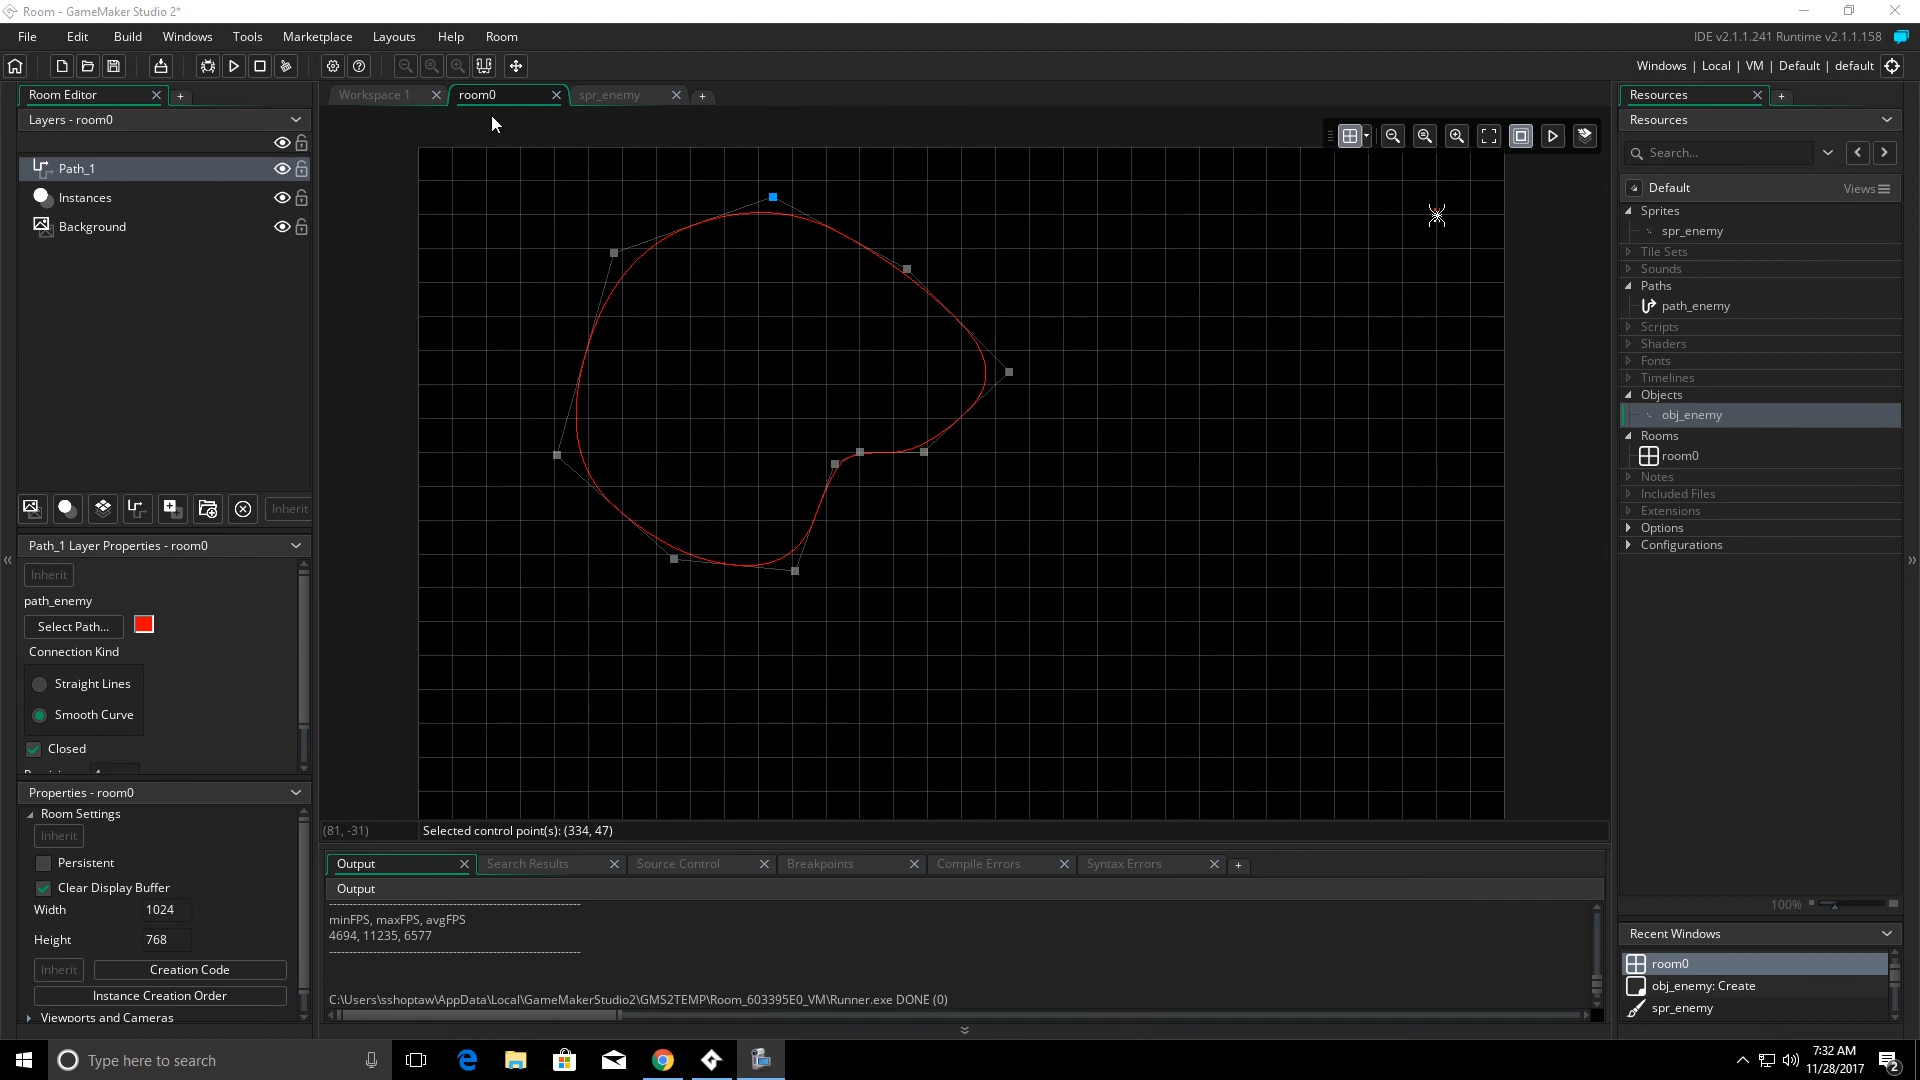 Room - GameMaker Studio 2*
File Edit Build Windows Tools Marketplace Layouts Help Room
IDE v2.1.1.241 Runtime v2.1.1.158
Windows | Local | VM | Default | default
Room Editor
Layers - room0
Path_1
Instances
Background
Inherit
Path_1 Layer Properties - room0
Inherit
path_enemy
Select Path...
Connection Kind
Straight Lines
Smooth Curve
Closed
Properties - room0
Room Settings
Inherit
Persistent
Clear Display Buffer
Width 1024
Height 768
Inherit Creation Code
Instance Creation Order
Viewports and Cameras
Workspace 1 room0 spr_enemy
(81, -31) Selected control point(s): (334, 47)
Output Search Results Source Control Breakpoints Compile Errors Syntax Errors
Output
minFPS, maxFPS, avgFPS
4694, 11235, 6577
C:\Users\sshoptaw\AppData\Local\GameMakerStudio2\GMS2TEMP\Room_603395E0_VM\Runner.exe DONE (0)
Resources
Resources
Search...
Default Views
Sprites
spr_enemy
Tile Sets
Sounds
Paths
path_enemy
Scripts
Shaders
Fonts
Timelines
Objects
obj_enemy
Rooms
room0
Notes
Included Files
Extensions
Options
Configurations
100%
Recent Windows
room0
obj_enemy: Create
spr_enemy
Type here to search
7:32 AM
11/28/2017
2